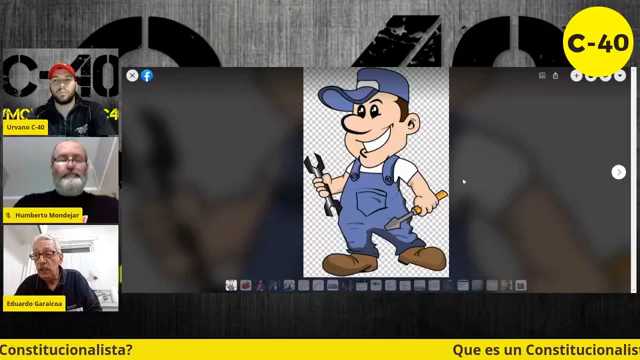 C-40
C-40
Urvano C-40
Humberto Mondejar
Eduardo Garaicoa
Constitucionalista?
Que es un Constitucionalist